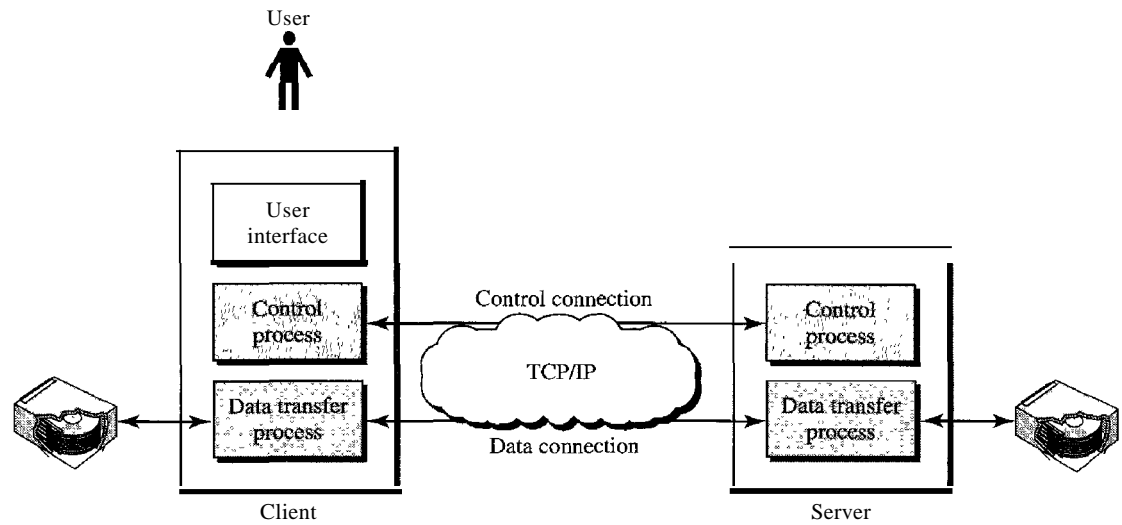 User
User
interface
Control
process
Data transfer
process
Control connection
TCP/IP
Data connection
Control
process
Data transfer
process
Client
Server